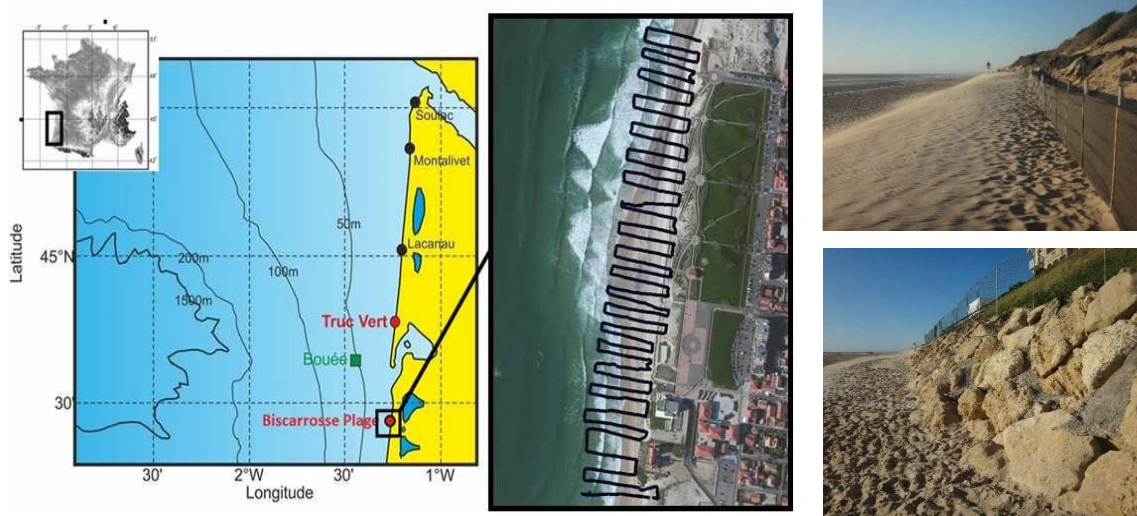 Soulac
Montalivet
50m
Lacanau
45°N
200m
100m
1500m
Truc Vert
Bouée
30'
Biscarrosse Plage
30'
2°W
30'
1°W
Latitude
Longitude